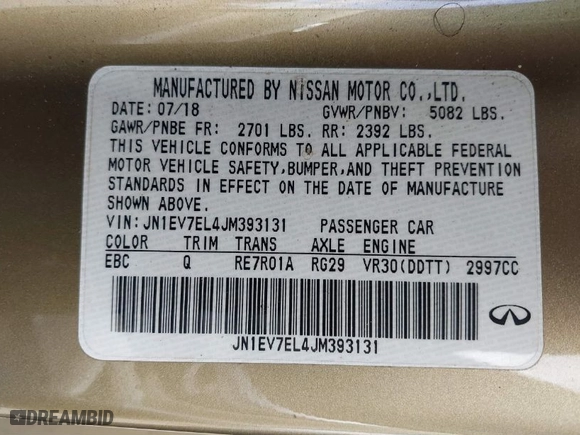 MANUFACTURED BY NISSAN MOTOR CO.,LTD.
DATE: 07/18 GVWR/PNBV: 5082 LBS.
GAWR/PNBE FR: 2701 LBS. RR: 2392 LBS.
THIS VEHICLE CONFORMS TO ALL APPLICABLE FEDERAL
MOTOR VEHICLE SAFETY,BUMPER,AND THEFT PREVENTION
STANDARDS IN EFFECT ON THE DATE OF MANUFACTURE
SHOWN ABOVE.
VIN: JN1EV7EL4JM393131 PASSENGER CAR
COLOR TRIM TRANS AXLE ENGINE
EBC Q RE7R01A RG29 VR30(DDTT) 2997CC
JN1EV7EL4JM393131
DREAMBID